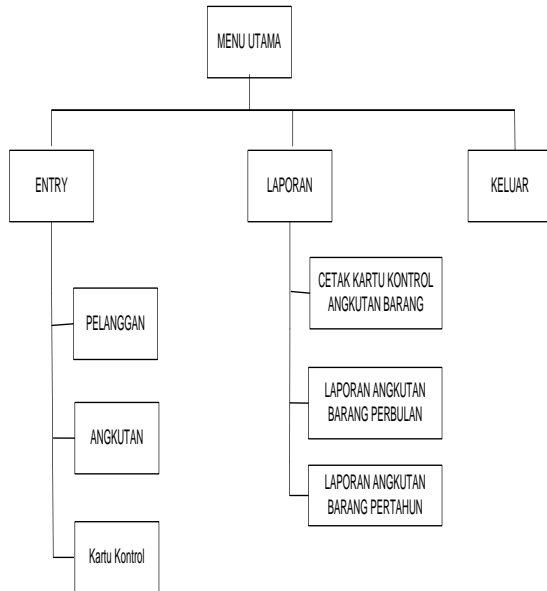 MENU UTAMA
ENTRY
LAPORAN
KELUAR
PELANGGAN
ANGKUTAN
Kartu Kontrol
CETAK KARTU KONTROL
ANGKUTAN BARANG
LAPORAN ANGKUTAN
BARANG PERBULAN
LAPORAN ANGKUTAN
BARANG PERTAHUN